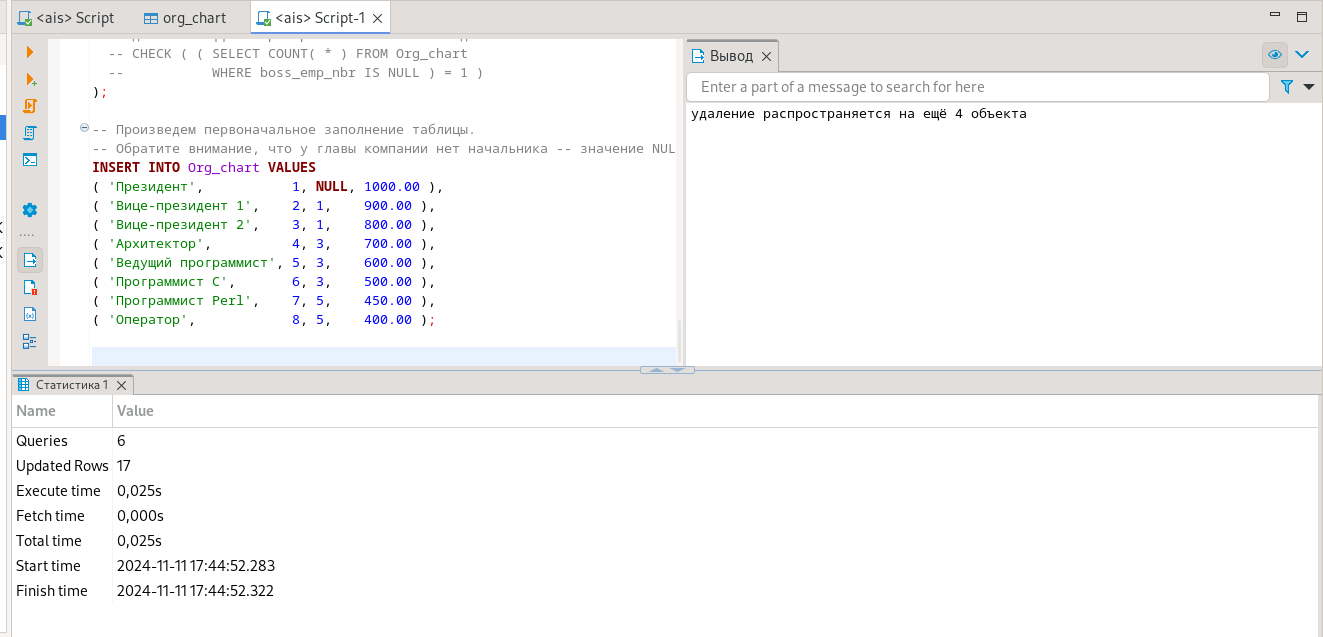 <ais> Script
org_chart
<ais> Script-1
-- CHECK ( ( SELECT COUNT( * ) FROM Org_chart
-- WHERE boss_emp_nbr IS NULL ) = 1 )
);
-- Произведем первоначальное заполнение таблицы.
-- Обратите внимание, что у главы компании нет начальника -- значение NUL
INSERT INTO Org_chart VALUES
( 'Президент', 1, NULL, 1000.00 ),
( 'Вице-президент 1', 2, 1, 900.00 ),
( 'Вице-президент 2', 3, 1, 800.00 ),
( 'Архитектор', 4, 3, 700.00 ),
( 'Ведущий программист', 5, 3, 600.00 ),
( 'Программист C', 6, 3, 500.00 ),
( 'Программист Perl', 7, 5, 450.00 ),
( 'Оператор', 8, 5, 400.00 );
Вывод
Enter a part of a message to search for here
удаление распространяется на ещё 4 объекта
Статистика 1
Name Value
Queries 6
Updated Rows 17
Execute time 0,025s
Fetch time 0,000s
Total time 0,025s
Start time 2024-11-11 17:44:52.283
Finish time 2024-11-11 17:44:52.322